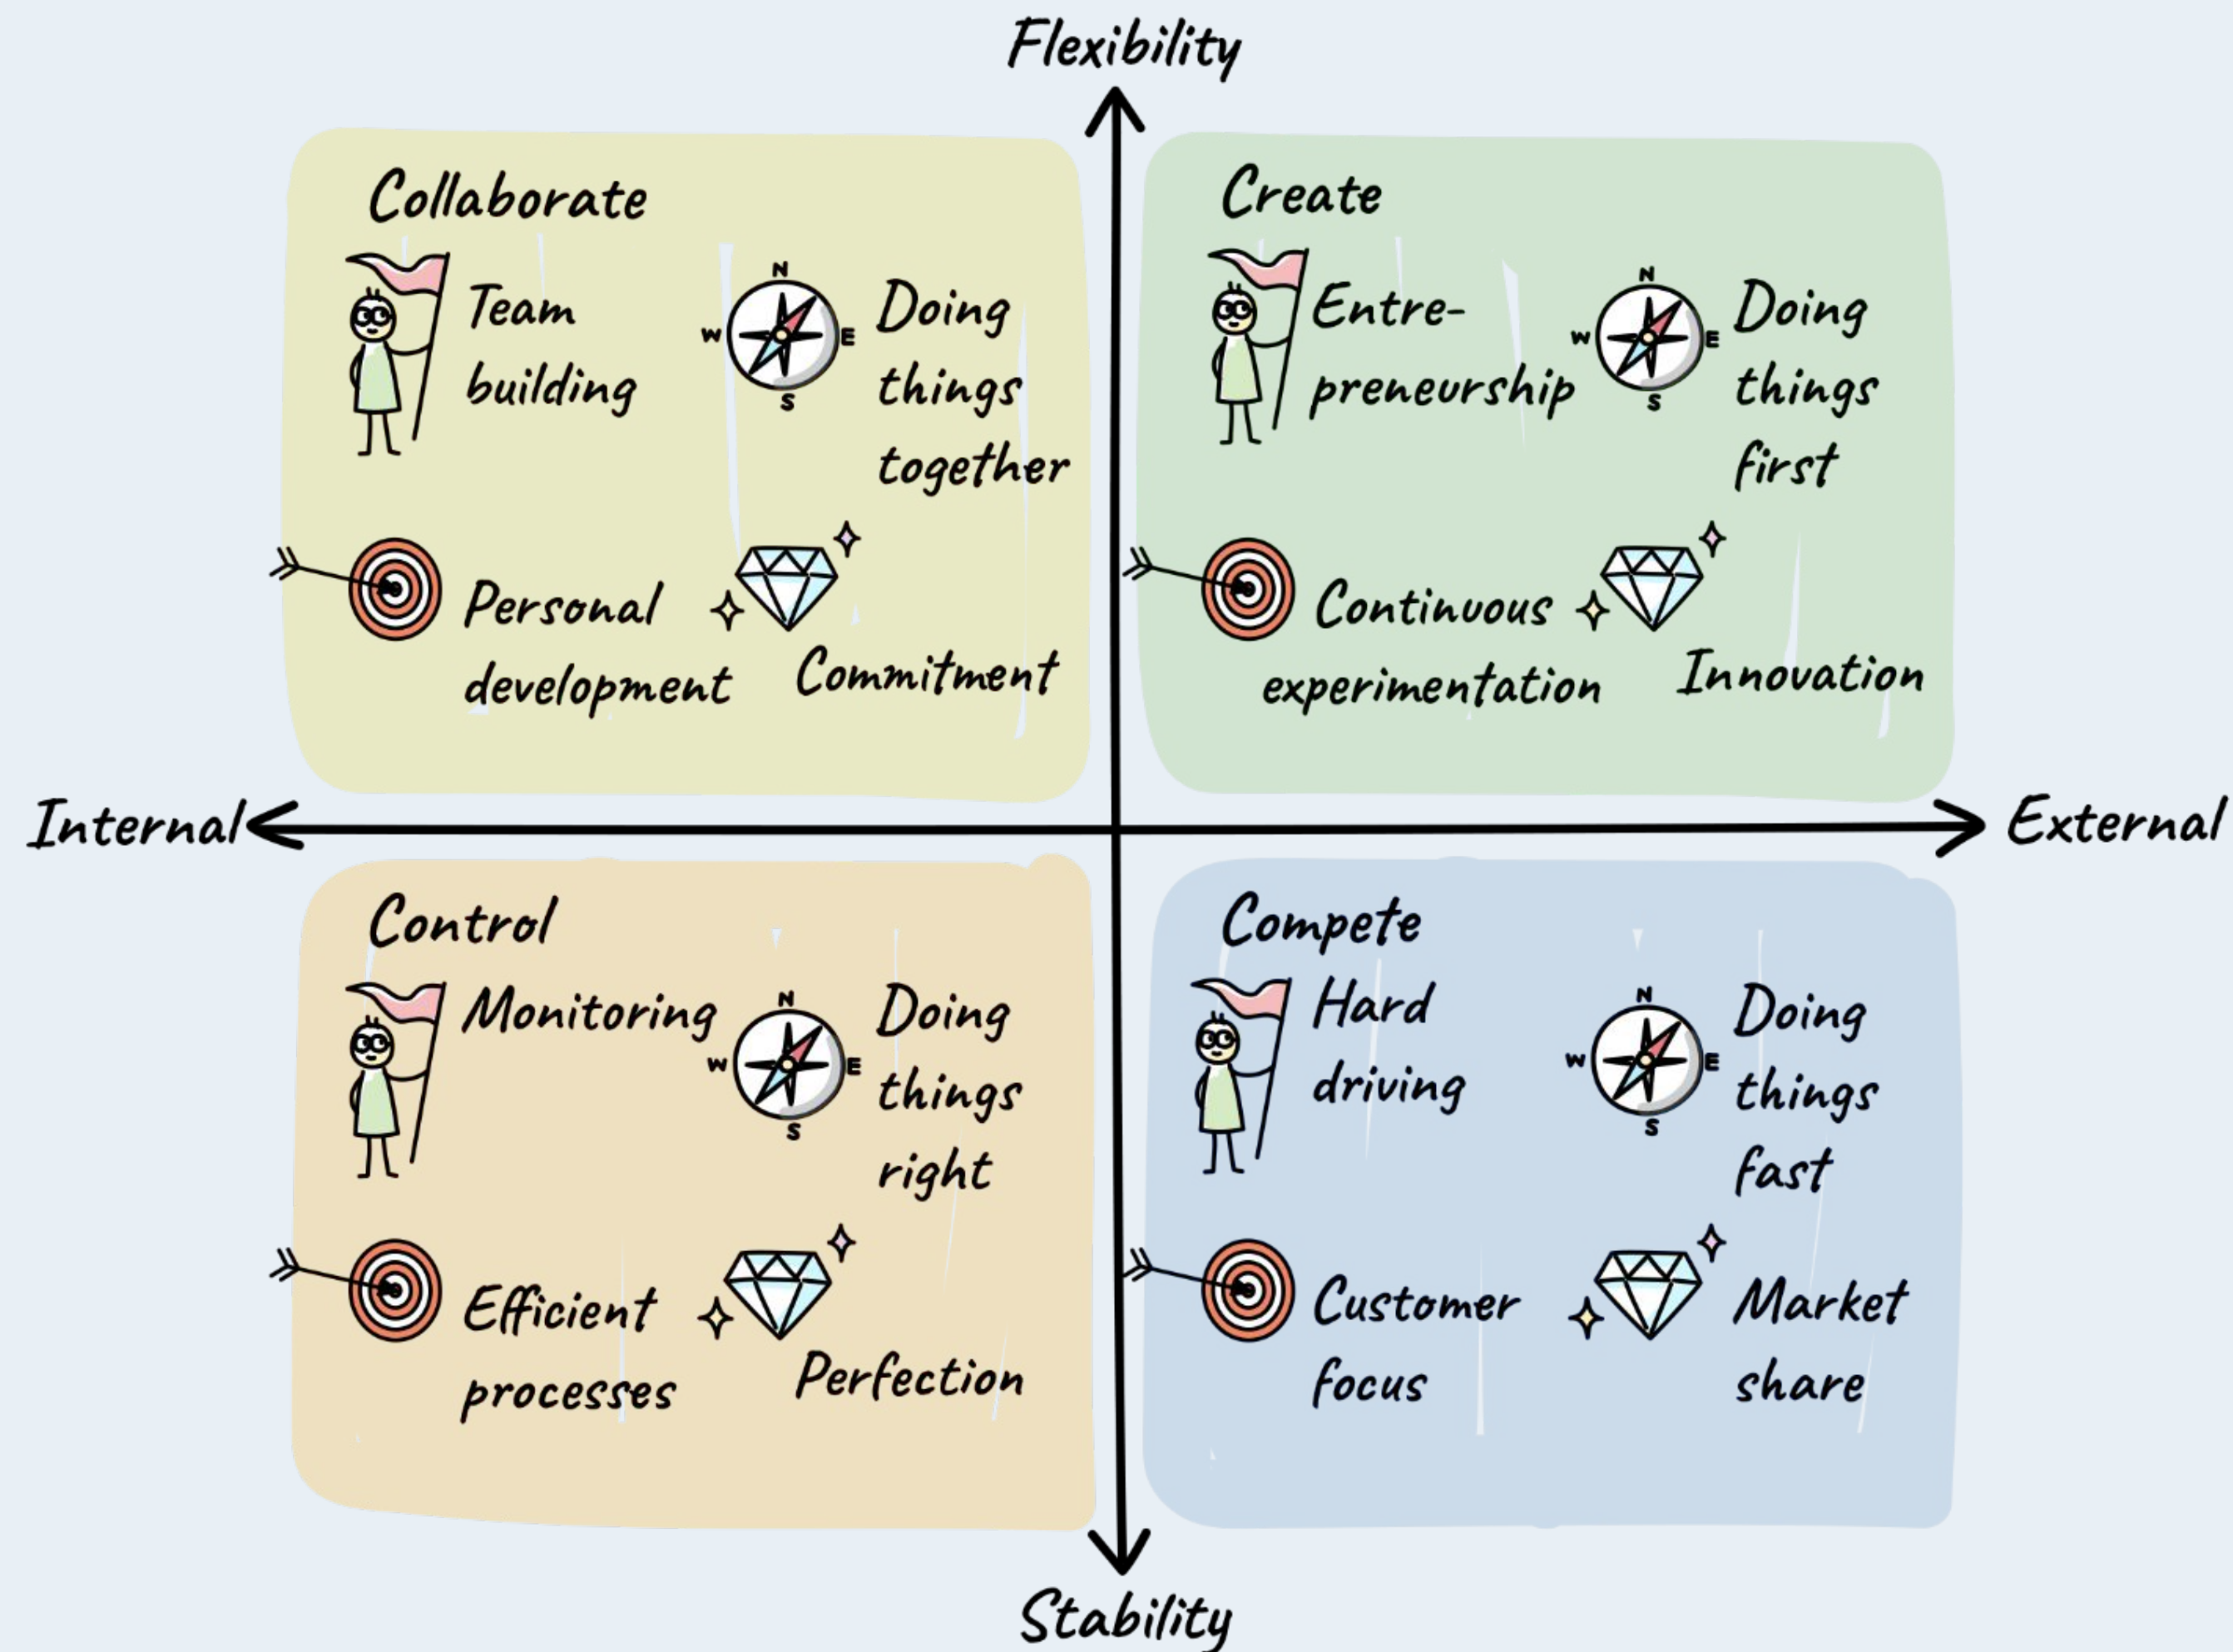 Flexibility
Collaborate
Team
building
N
W
E
S
Doing
things
together
Personal
development
Commitment
Create
Entre-
preneurship
N
W
E
S
Doing
things
first
Continuous
experimentation
Innovation
Internal
External
Control
Monitoring
N
W
E
S
Doing
things
right
Efficient
processes
Perfection
Compete
Hard
driving
N
W
E
S
Doing
things
fast
Customer
focus
Market
share
Stability